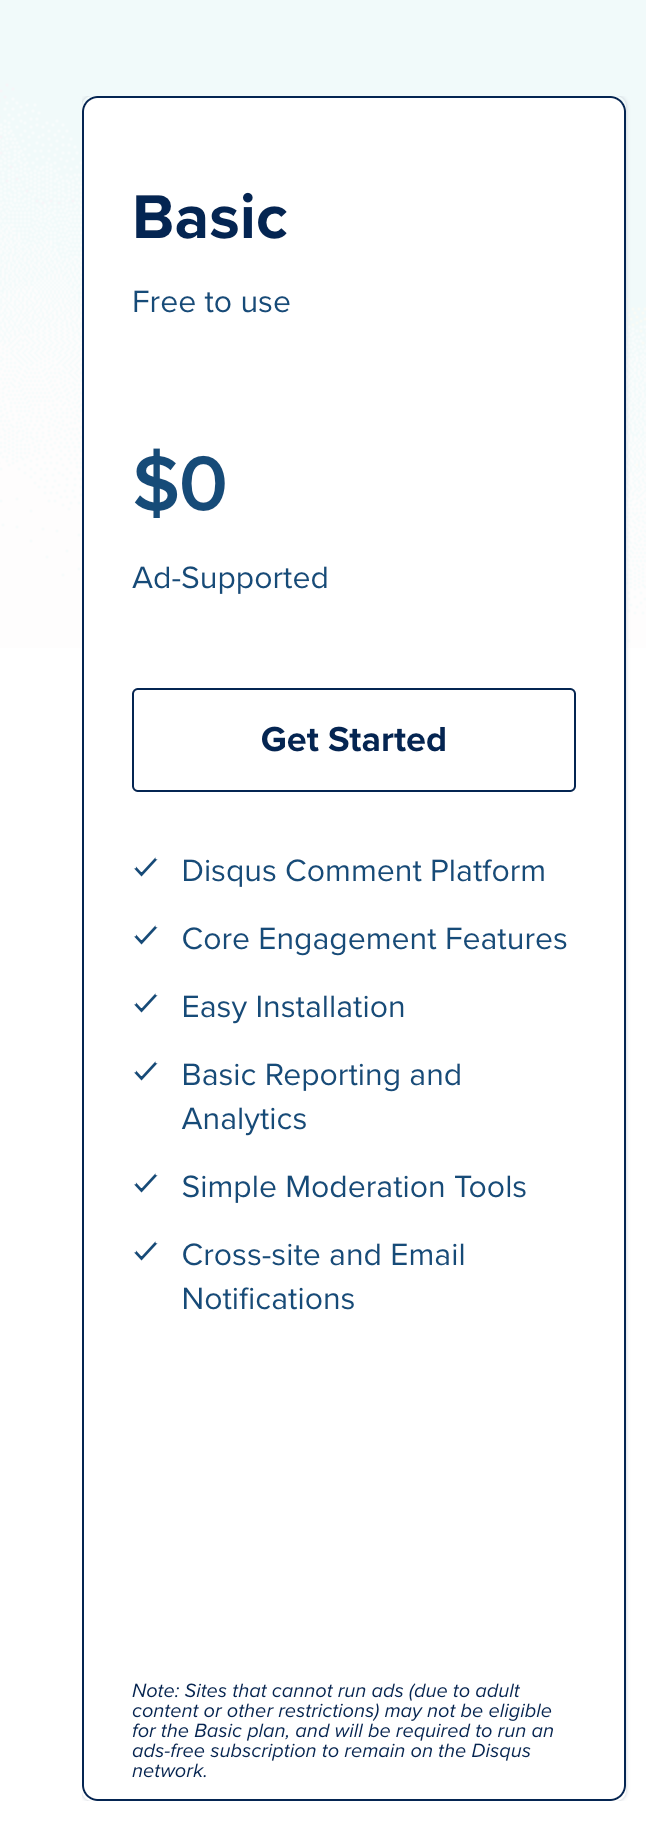 Basic
Free to use
$0
Ad-Supported
Get Started
Disqus Comment Platform
Core Engagement Features
Easy Installation
Basic Reporting and
Analytics
Simple Moderation Tools
Cross-site and Email
Notifications
Note: Sites that cannot run ads (due to adult
content or other restrictions) may not be eligible
for the Basic plan, and will be required to run an
ads-free subscription to remain on the Disqus
network.